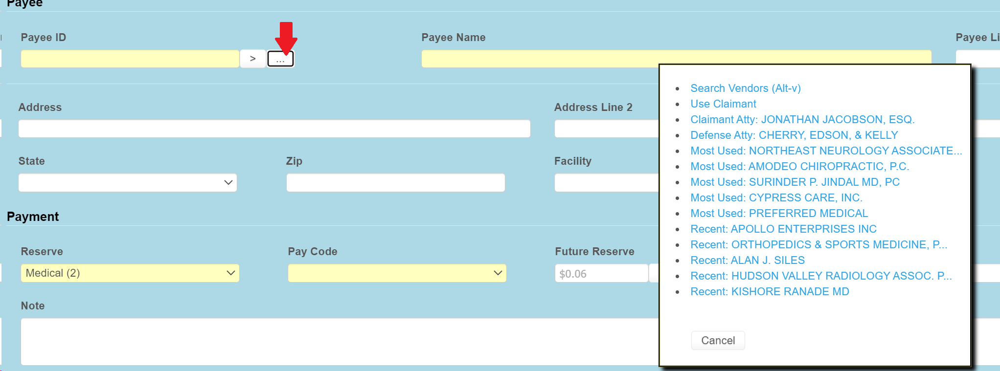 Payee
Payee ID
Payee Name
Payee Li
>
...
Search Vendors (Alt-v)
Use Claimant
Claimant Atty: JONATHAN JACOBSON, ESQ.
Defense Atty: CHERRY, EDSON, & KELLY
Most Used: NORTHEAST NEUROLOGY ASSOCIATE...
Most Used: AMODEO CHIROPRACTIC, P.C.
Most Used: SURINDER P. JINDAL MD, PC
Most Used: CYPRESS CARE, INC.
Most Used: PREFERRED MEDICAL
Recent: APOLLO ENTERPRISES INC
Recent: ORTHOPEDICS & SPORTS MEDICINE, P...
Recent: ALAN J. SILES
Recent: HUDSON VALLEY RADIOLOGY ASSOC. P...
Recent: KISHORE RANADE MD
Cancel
Address
Address Line 2
State
Zip
Facility
Payment
Reserve
Pay Code
Future Reserve
Medical (2)
$0.06
Note